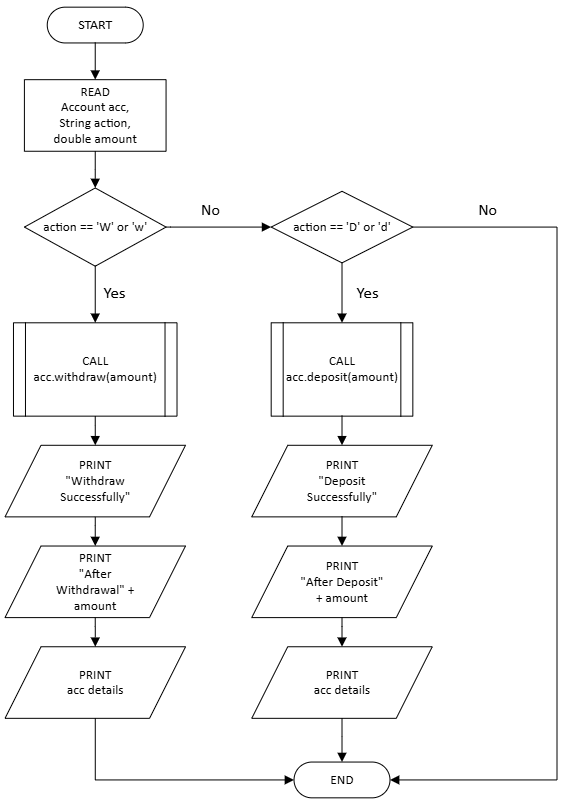 START
READ
Account acc,
String action,
double amount
action == 'W' or 'w'
No
action == 'D' or 'd'
No
Yes
Yes
CALL
acc.withdraw(amount)
CALL
acc.deposit(amount)
PRINT
"Withdraw
Successfully"
PRINT
"Deposit
Successfully"
PRINT
"After
Withdrawal" +
amount
PRINT
"After Deposit"
+ amount
PRINT
acc details
PRINT
acc details
END